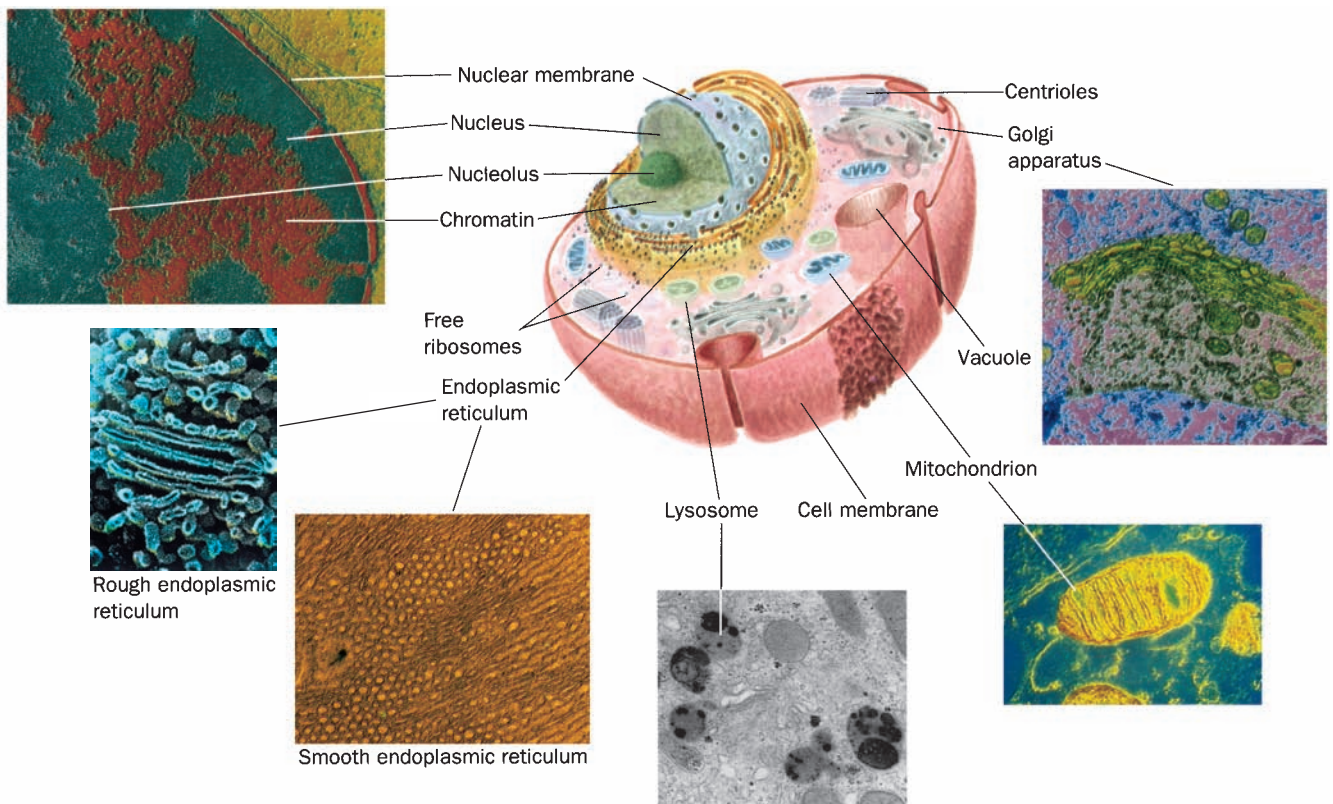 Nuclear membrane
Nucleus
Nucleolus
Chromatin
Free
ribosomes
Endoplasmic
reticulum
Rough endoplasmic
reticulum
Smooth endoplasmic reticulum
Lysosome
Cell membrane
Mitochondrion
Vacuole
Centrioles
Golgi
apparatus